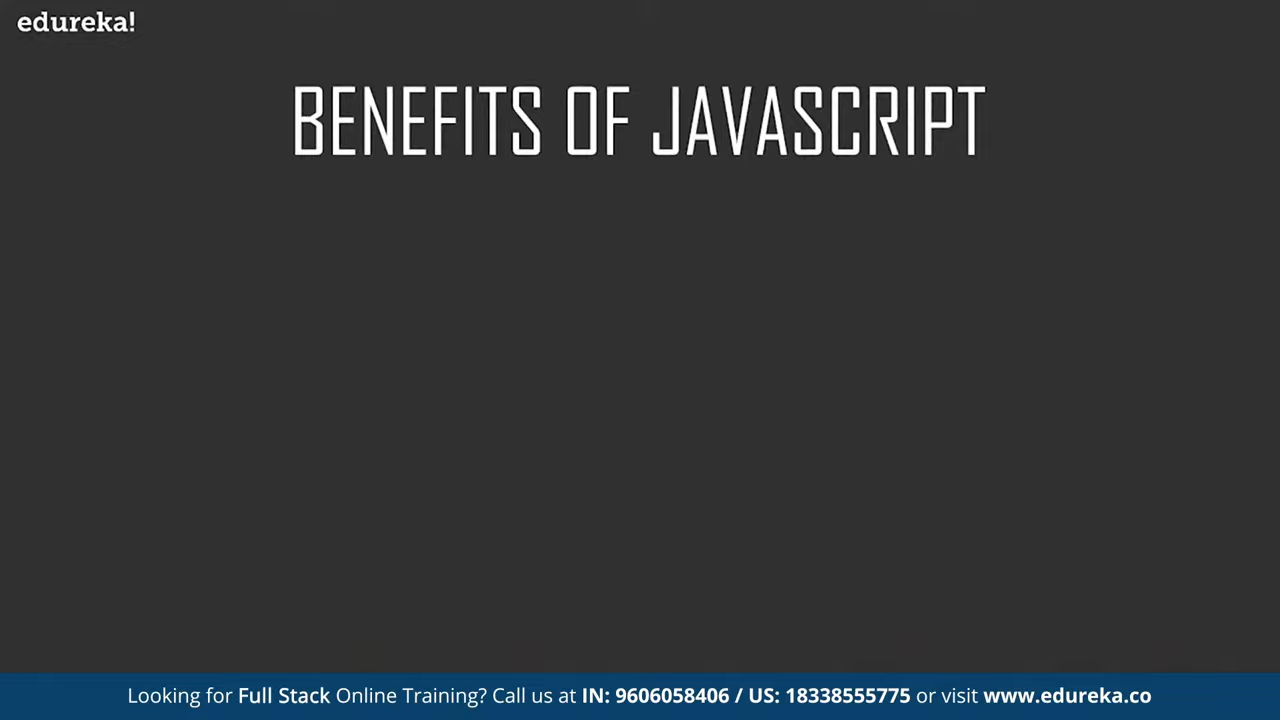 edureka!
BENEFITS OF JAVASCRIPT
Looking for Full Stack Online Training? Call us at IN: 9606058406 / US: 18338555775 or visit www.edureka.co